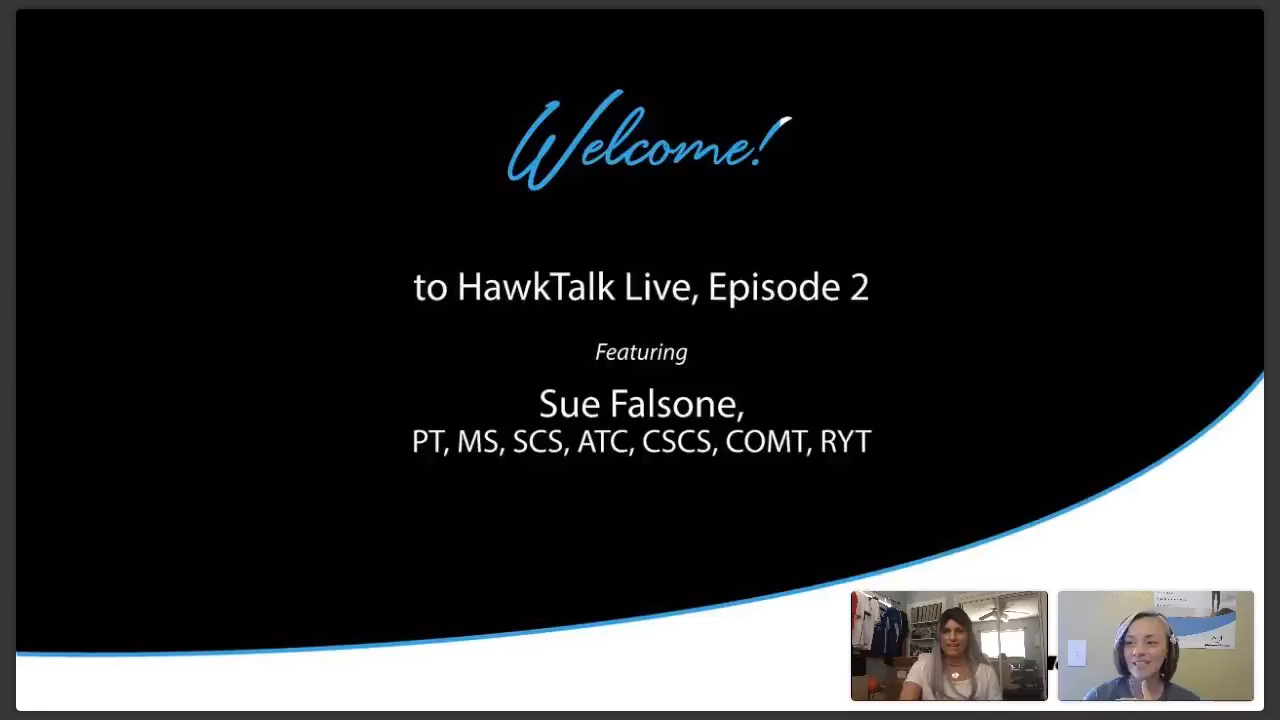 Welcome!
to HawkTalk Live, Episode 2
Featuring
Sue Falsone,
PT, MS, SCS, ATC, CSCS, COMT, RYT